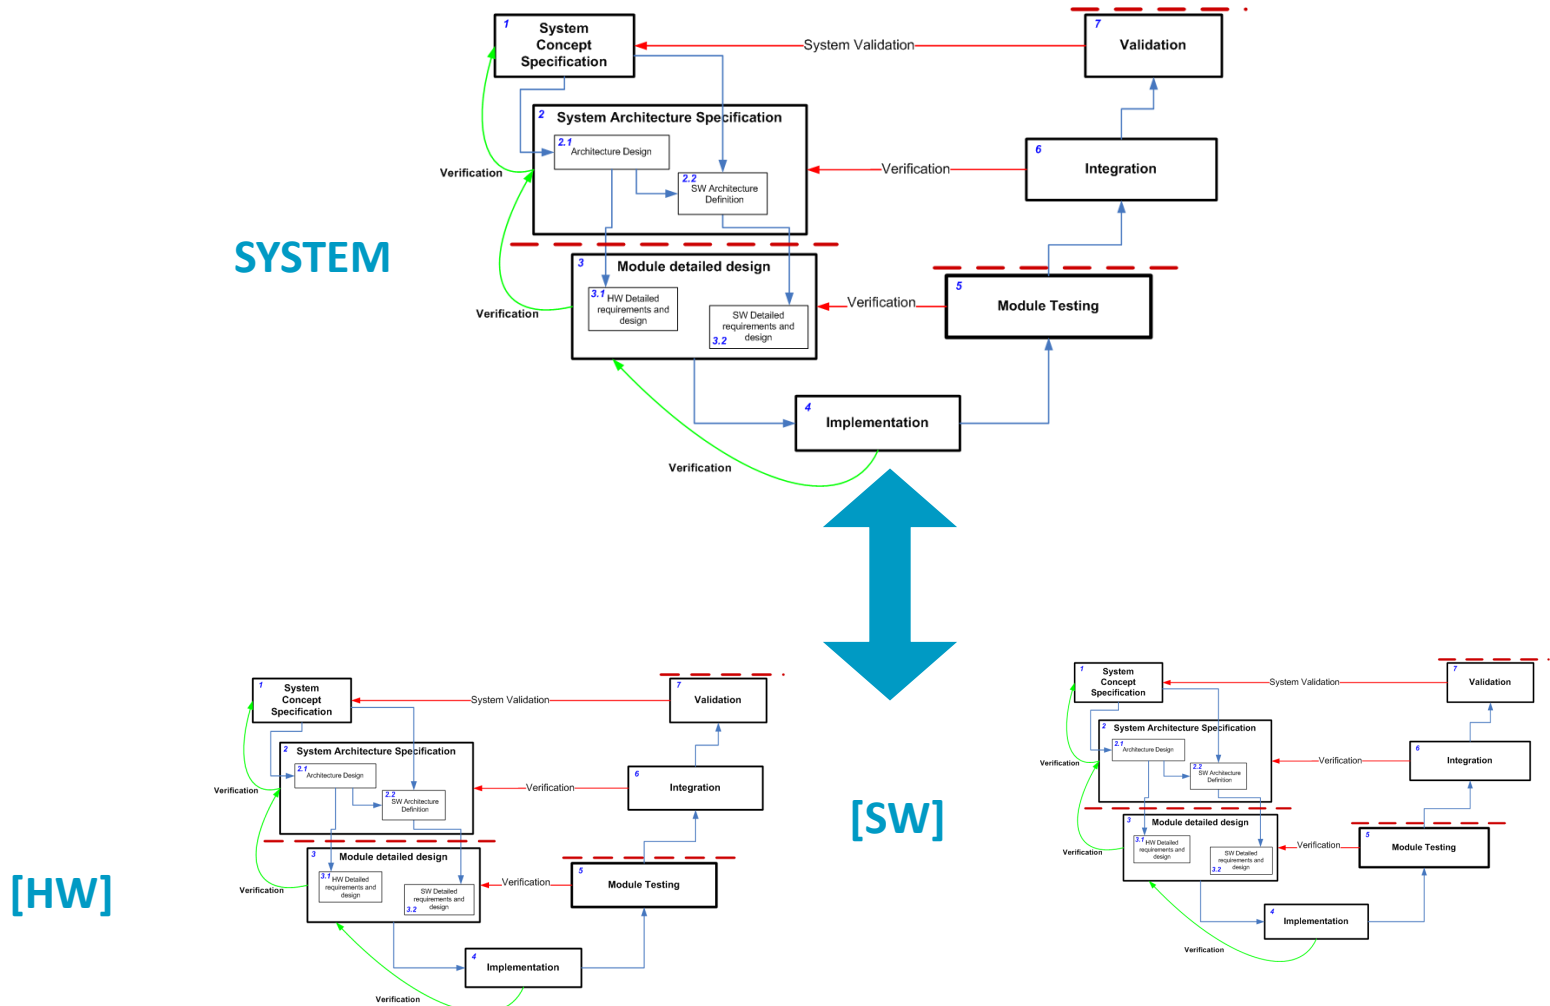 1
System
Concept
Specification
System Validation
7
Validation
2
System Architecture Specification
2.1
Architecture Design
2.2
SW Architecture
Definition
Verification
Verification
6
Integration
SYSTEM
3
Module detailed design
3.1
HW Detailed
requirements and
design
SW Detailed
requirements and
design
3.2
Verification
Verification
5
Module Testing
4
Implementation
Verification
1
System
Concept
Specification
System Validation
7
Validation
2
System Architecture Specification
2.1
Architecture Design
2.2
SW Architecture
Definition
Verification
Verification
6
Integration
[HW]
3
Module detailed design
3.1
HW Detailed
requirements and
design
SW Detailed
requirements and
design
3.2
Verification
Verification
5
Module Testing
4
Implementation
Verification
1
System
Concept
Specification
System Validation
7
Validation
2
System Architecture Specification
2.1
Architecture Design
2.2
SW Architecture
Definition
Verification
Verification
6
Integration
[SW]
3
Module detailed design
3.1
HW Detailed
requirements and
design
SW Detailed
requirements and
design
3.2
Verification
Verification
5
Module Testing
4
Implementation
Verification